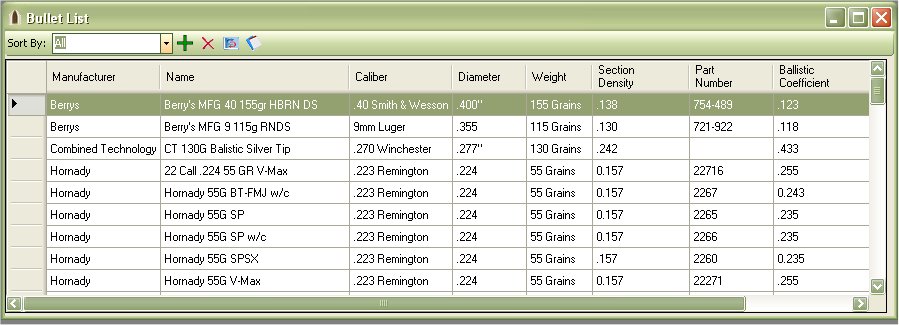 Bullet List
Sort By: All
Manufacturer Name Caliber Diameter Weight Section Density Part Number Ballistic Coefficient
Berrys Berry's MFG 40 155gr HBRN DS .40 Smith & Wesson .400" 155 Grains .138 754-489 .123
Berrys Berry's MFG 9 115g RNDS 9mm Luger .355 115 Grains .130 721-922 .118
Combined Technology CT 130G Balistic Silver Tip .270 Winchester .277" 130 Grains .242 .433
Hornady 22 Call .224 55 GR V-Max .223 Remington .224 55 Grains 0.157 22716 .255
Hornady Hornady 55G BT-FMJ w/c .223 Remington .224 55 Grains 0.157 2267 0.243
Hornady Hornady 55G SP .223 Remington .224 55 Grains 0.157 2265 .235
Hornady Hornady 55G SP w/c .223 Remington .224 55 Grains 0.157 2266 .235
Hornady Hornady 55G SPSX .223 Remington .224 55 Grains .157 2260 0.235
Hornady Hornady 55G V-Max .223 Remington .224 55 Grains 0.157 22271 .255